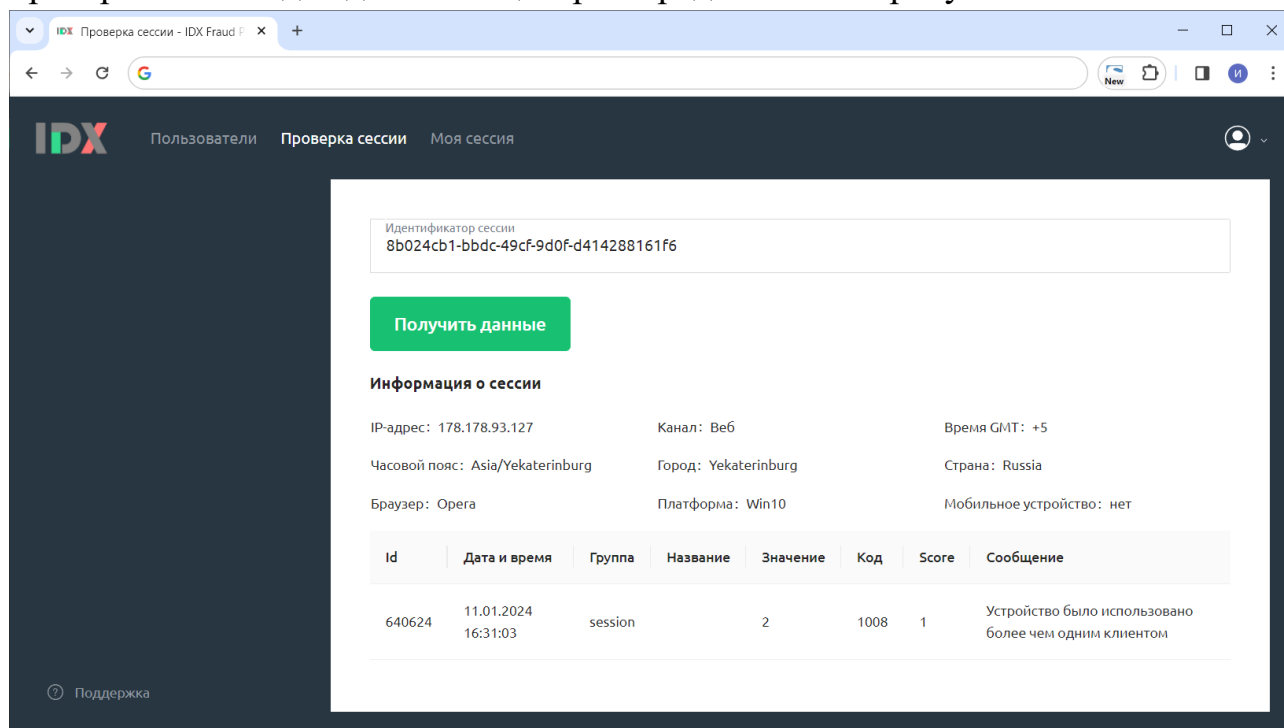 Проверка сессии - IDX Fraud P
New
И
IDX
Пользователи
Проверка сессии
Моя сессия
Идентификатор сессии
8b024cb1-bbdc-49cf-9d0f-d414288161f6
Получить данные
Информация о сессии
IP-адрес: 178.178.93.127 Канал: Веб Время GMT: +5
Часовой пояс: Asia/Yekaterinburg Город: Yekaterinburg Страна: Russia
Браузер: Opera Платформа: Win10 Мобильное устройство: нет
Id Дата и время Группа Название Значение Код Score Сообщение
640624 11.01.2024 16:31:03 session 2 1008 1 Устройство было использовано более чем одним клиентом
Поддержка